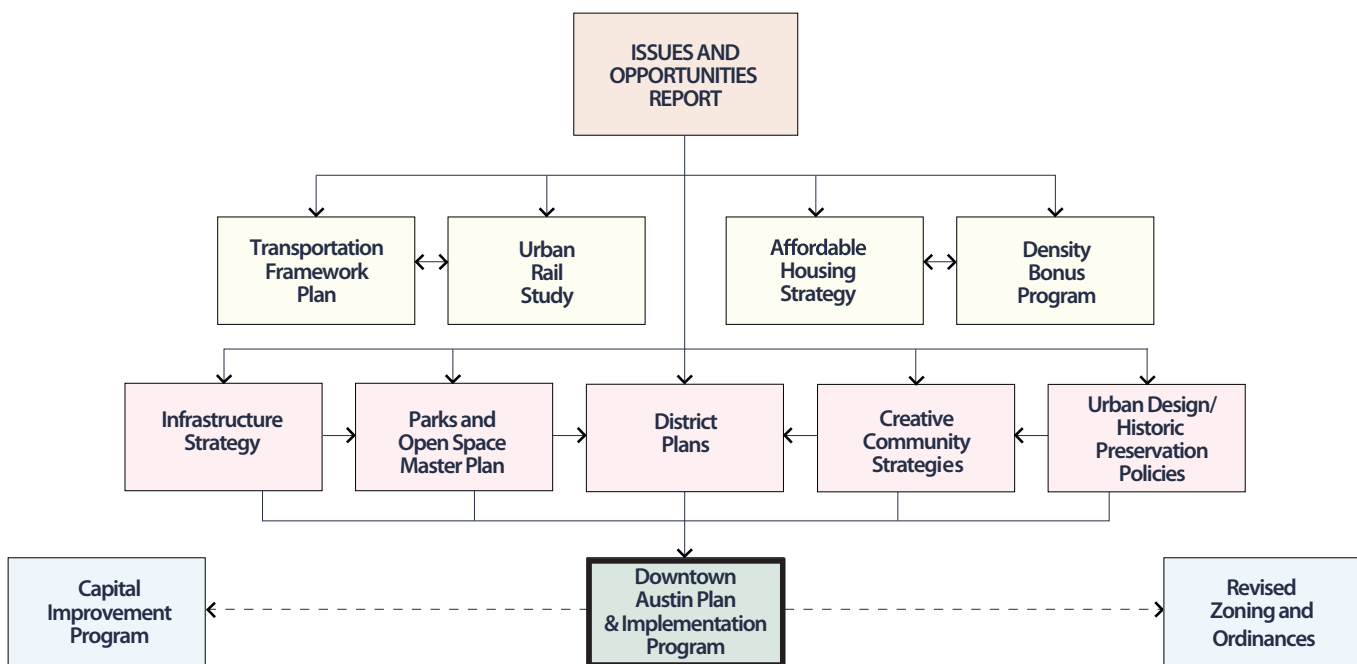 ISSUES AND
OPPORTUNITIES
REPORT
Transportation
Framework
Plan
Urban
Rail
Study
Affordable
Housing
Strategy
Density
Bonus
Program
Infrastructure
Strategy
Parks and
Open Space
Master Plan
District
Plans
Creative
Community
Strategies
Urban Design/
Historic
Preservation
Policies
Capital
Improvement
Program
Downtown
Austin Plan
& Implementation
Program
Revised
Zoning and
Ordinances